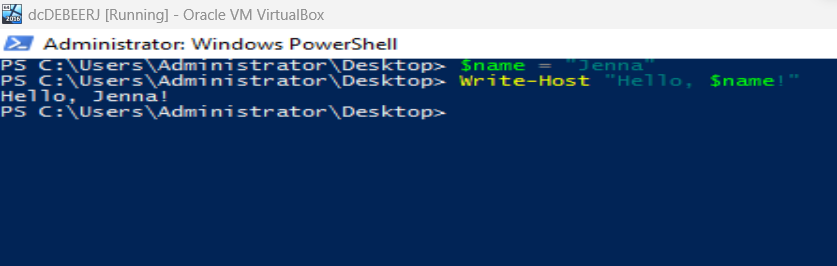 2016
dcDEBEERJ [Running] - Oracle VM VirtualBox
Administrator: Windows PowerShell
PS C:\Users\Administrator\Desktop> $name = "Jenna"
PS C:\Users\Administrator\Desktop> Write-Host "Hello, $name!"
Hello, Jenna!
PS C:\Users\Administrator\Desktop>